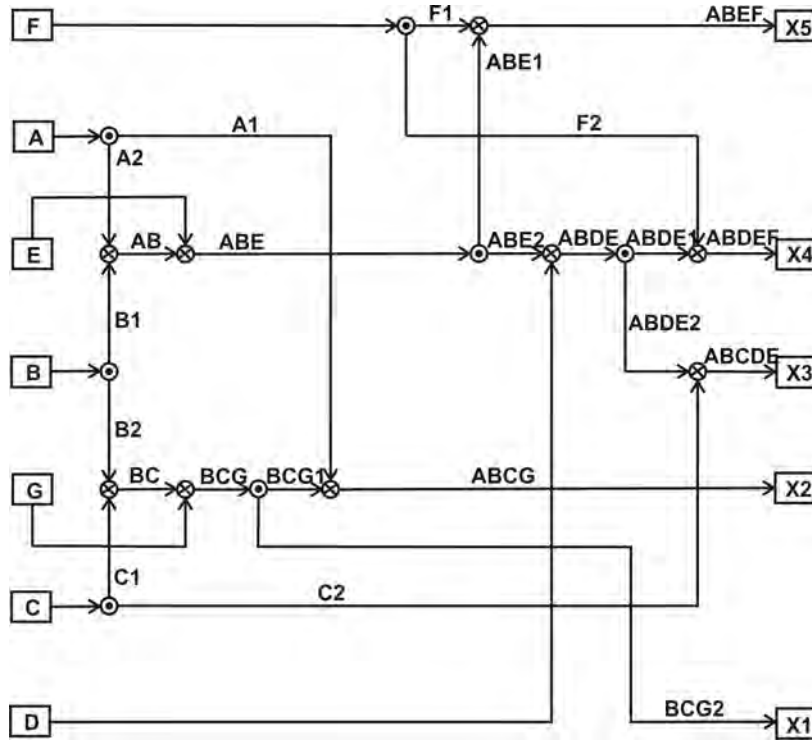 F F1 ABEF X5
ABE1
A A1 F2
A2
E AB ABE ABE2 ABDE ABDE1 ABDEF X4
B1 ABDE2
B ABCDE X3
B2
G BC BCG BCG1 ABCG X2
C1
C C2
D BCG2 X1